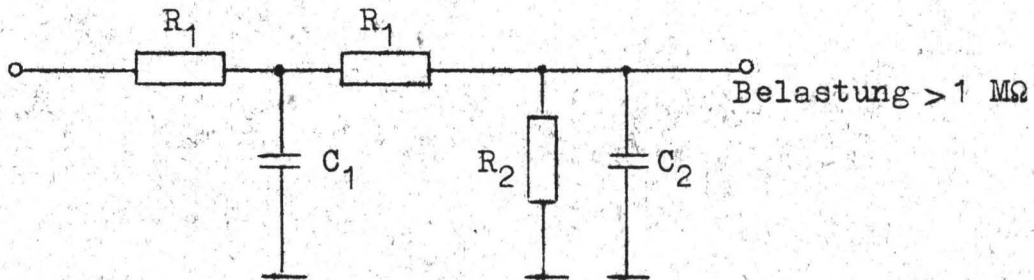 R₁ R₁
Belastung > 1 MΩ
C₁ R₂ C₂